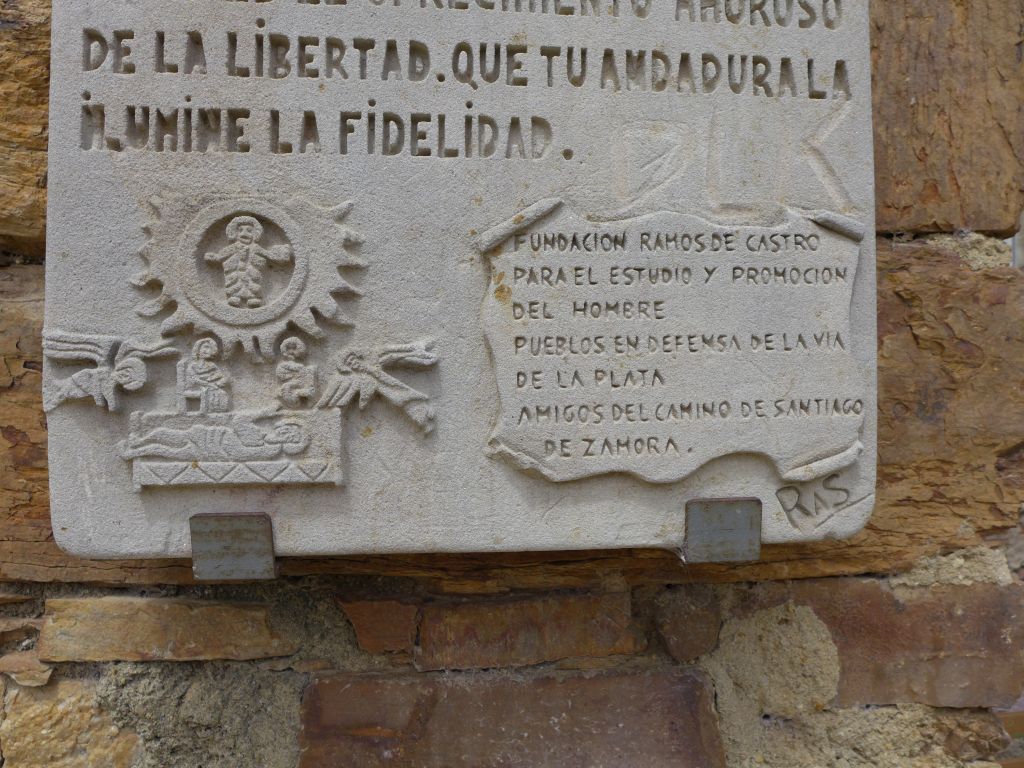 AMOROSO
DE LA LIBERTAD. QUE TU ANDADURA LA
ILUMINE LA FIDELIDAD.
FUNDACION RAMOS DE CASTRO
PARA EL ESTUDIO Y PROMOCION
DEL HOMBRE
PUEBLOS EN DEFENSA DE LA VIA
DE LA PLATA
AMIGOS DEL CAMINO DE SANTIAGO
DE ZAMORA.
RAS